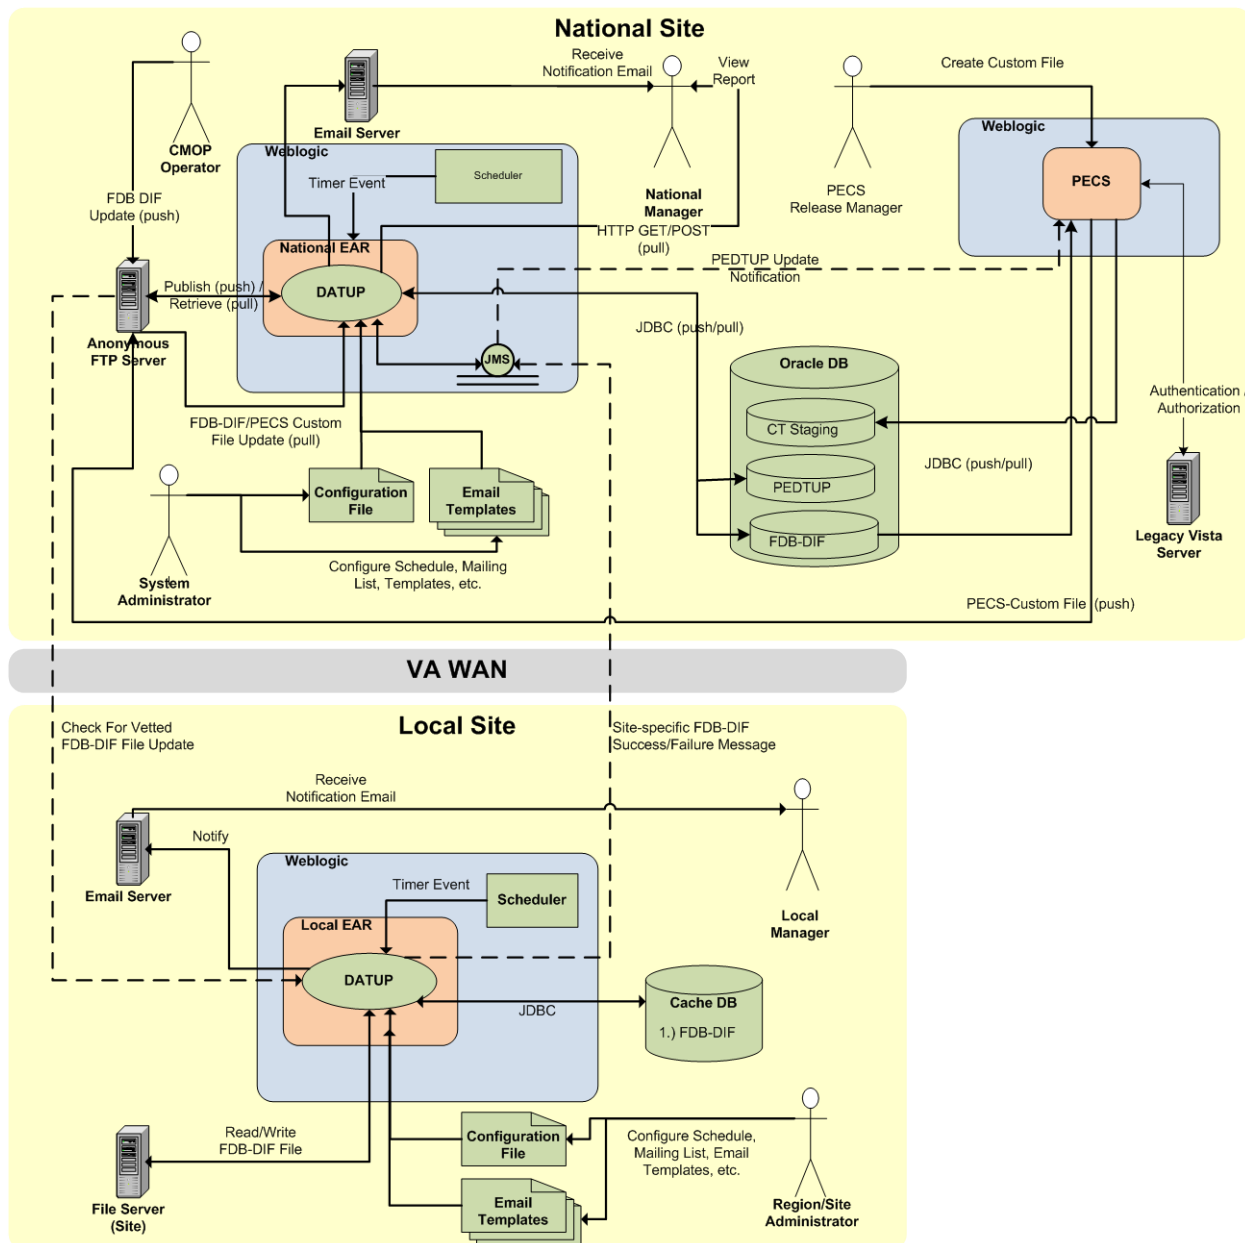 National Site
CMOP
Operator
FDB DIF
Update (push)
Email Server
Receive
Notification Email
View
Report
National
Manager
HTTP GET/POST
(pull)
PECS
Release Manager
Create Custom File
Weblogic
PECS
Weblogic
Timer Event
Scheduler
National EAR
DATUP
Publish (push) /
Retrieve (pull)
Anonymous
FTP Server
JMS
PEDTUP Update
Notification
JDBC (push/pull)
Oracle DB
CT Staging
PEDTUP
FDB-DIF
JDBC (push/pull)
Authentication /
Authorization
Legacy Vista
Server
FDB-DIF/PECS Custom
File Update (pull)
Configuration
File
Email
Templates
System
Administrator
Configure Schedule, Mailing
List, Templates, etc.
PECS-Custom File (push)
VA WAN
Local Site
Check For Vetted
FDB-DIF File Update
Site-specific FDB-DIF
Success/Failure Message
Receive
Notification Email
Notify
Email Server
Local
Manager
Weblogic
Timer Event
Scheduler
Local EAR
DATUP
JDBC
Cache DB
1.) FDB-DIF
Read/Write
FDB-DIF File
File Server
(Site)
Configuration
File
Email
Templates
Configure Schedule,
Mailing List, Email
Templates, etc.
Region/Site
Administrator